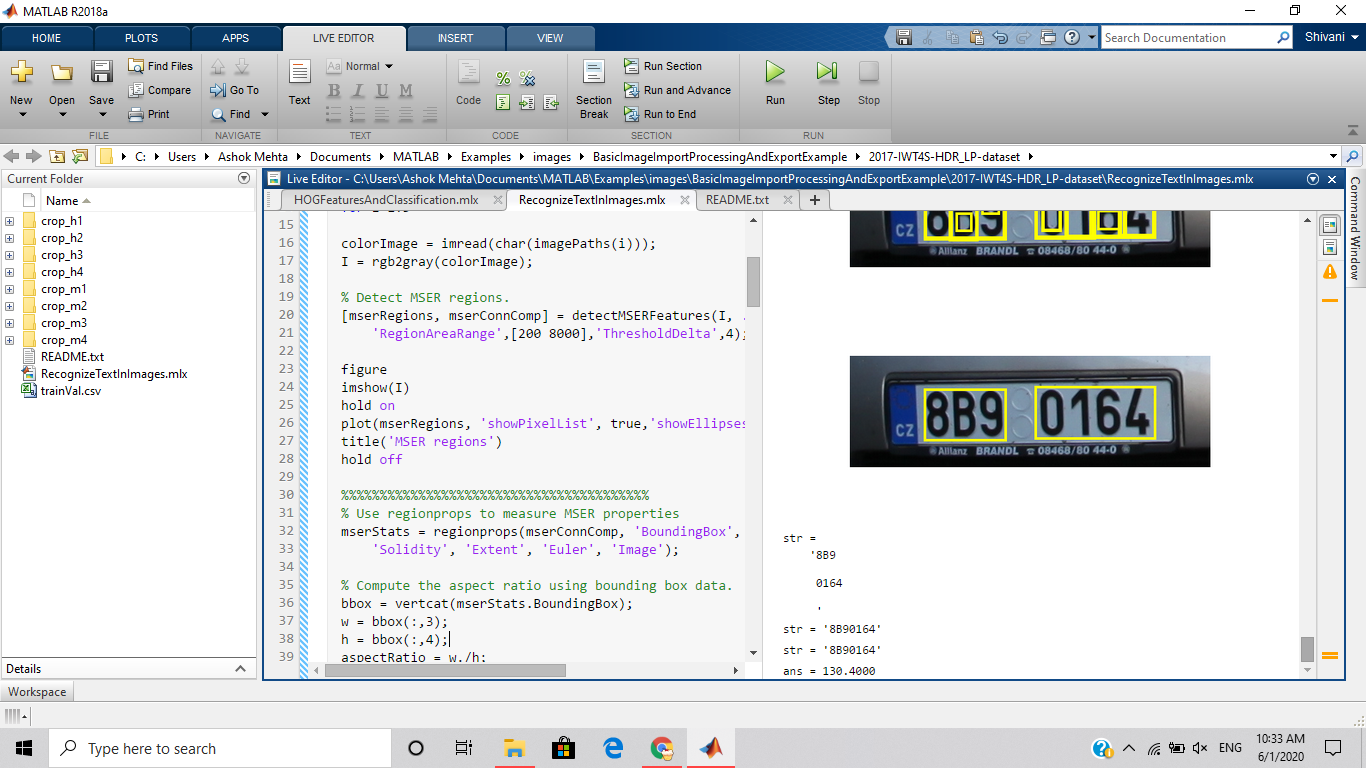 MATLAB R2018a
HOME PLOTS APPS LIVE EDITOR INSERT VIEW
Search Documentation
Shivani
New Open Save
Find Files
Compare
Print
Go To
Find
Text
Aa Normal
B I U M
Code
Section Break
Run Section
Run and Advance
Run to End
Run Step Stop
FILE NAVIGATE TEXT CODE SECTION RUN
C: Users Ashok Mehta Documents MATLAB Examples images BasicImageImportProcessingAndExportExample 2017-IWT4S-HDR_LP-dataset
Current Folder
Name
crop_h1
crop_h2
crop_h3
crop_h4
crop_m1
crop_m2
crop_m3
crop_m4
README.txt
RecognizeTextInImages.mlx
trainVal.csv
Details
Workspace
Live Editor - C:\Users\Ashok Mehta\Documents\MATLAB\Examples\images\BasicImageImportProcessingAndExportExample\2017-IWT4S-HDR_LP-dataset\RecognizeTextInImages.mlx
HOGFeaturesAndClassification.mlx RecognizeTextInImages.mlx README.txt
15
16 colorImage = imread(char(imagePaths(i)));
17 I = rgb2gray(colorImage);
18
19 % Detect MSER regions.
20 [mserRegions, mserConnComp] = detectMSERFeatures(I, .
21 'RegionAreaRange',[200 8000],'ThresholdDelta',4);
22
23 figure
24 imshow(I)
25 hold on
26 plot(mserRegions, 'showPixelList', true,'showEllipses
27 title('MSER regions')
28 hold off
29
30 %%%%%%%%%%%%%%%%%%%%%%%%%%%%%%%%%%%%%%%
31 % Use regionprops to measure MSER properties
32 mserStats = regionprops(mserConnComp, 'BoundingBox',
33 'Solidity', 'Extent', 'Euler', 'Image');
34
35 % Compute the aspect ratio using bounding box data.
36 bbox = vertcat(mserStats.BoundingBox);
37 w = bbox(:,3);
38 h = bbox(:,4);
39 aspectRatio = w./h;
CZ 8B9 0164
Allianz BRANDL 08468/80 44-0
CZ 8B9 0164
Allianz BRANDL 08468/80 44-0
str =
'8B9
0164
'
str = '8B90164'
str = '8B90164'
ans = 130.4000
Command Window
Type here to search
ENG
10:33 AM
6/1/2020